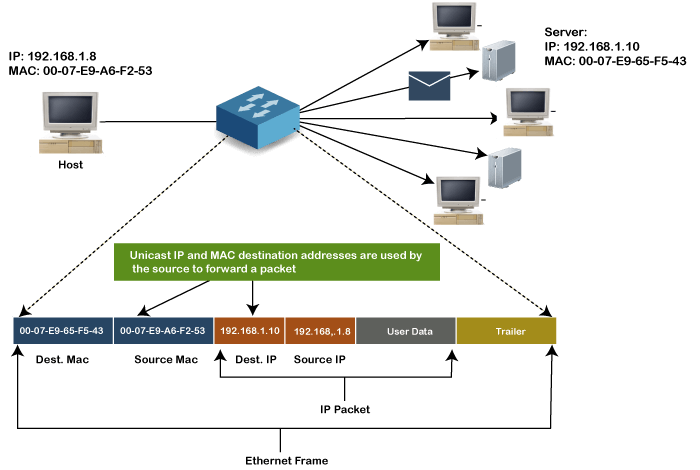 IP: 192.168.1.8
MAC: 00-07-E9-A6-F2-53
Host
Server:
IP: 192.168.1.10
MAC: 00-07-E9-65-F5-43
Unicast IP and MAC destination addresses are used by
the source to forward a packet
00-07-E9-65-F5-43 00-07-E9-A6-F2-53 192.168.1.10 192.168,.1.8 User Data Trailer
Dest. Mac Source Mac Dest. IP Source IP
IP Packet
Ethernet Frame